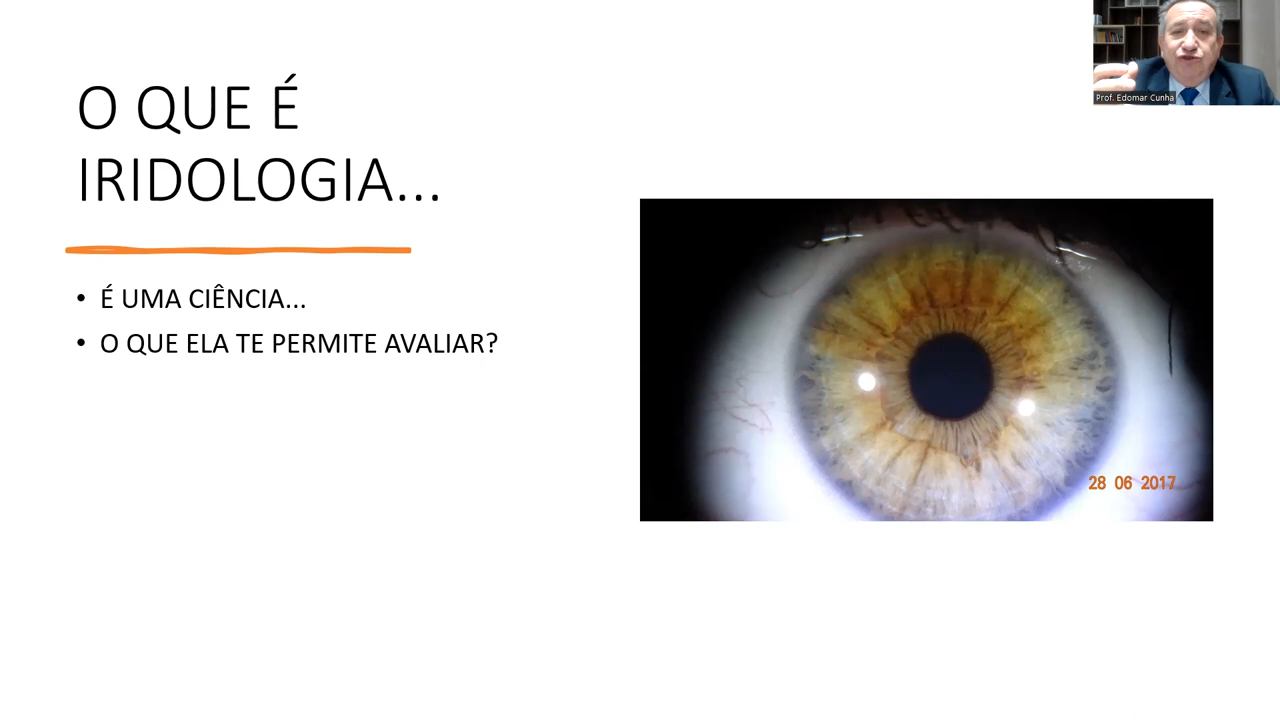 O QUE É
IRIDOLOGIA...
• É UMA CIÊNCIA...
• O QUE ELA TE PERMITE AVALIAR?
Prof. Edomar Cunha
28 06 2017